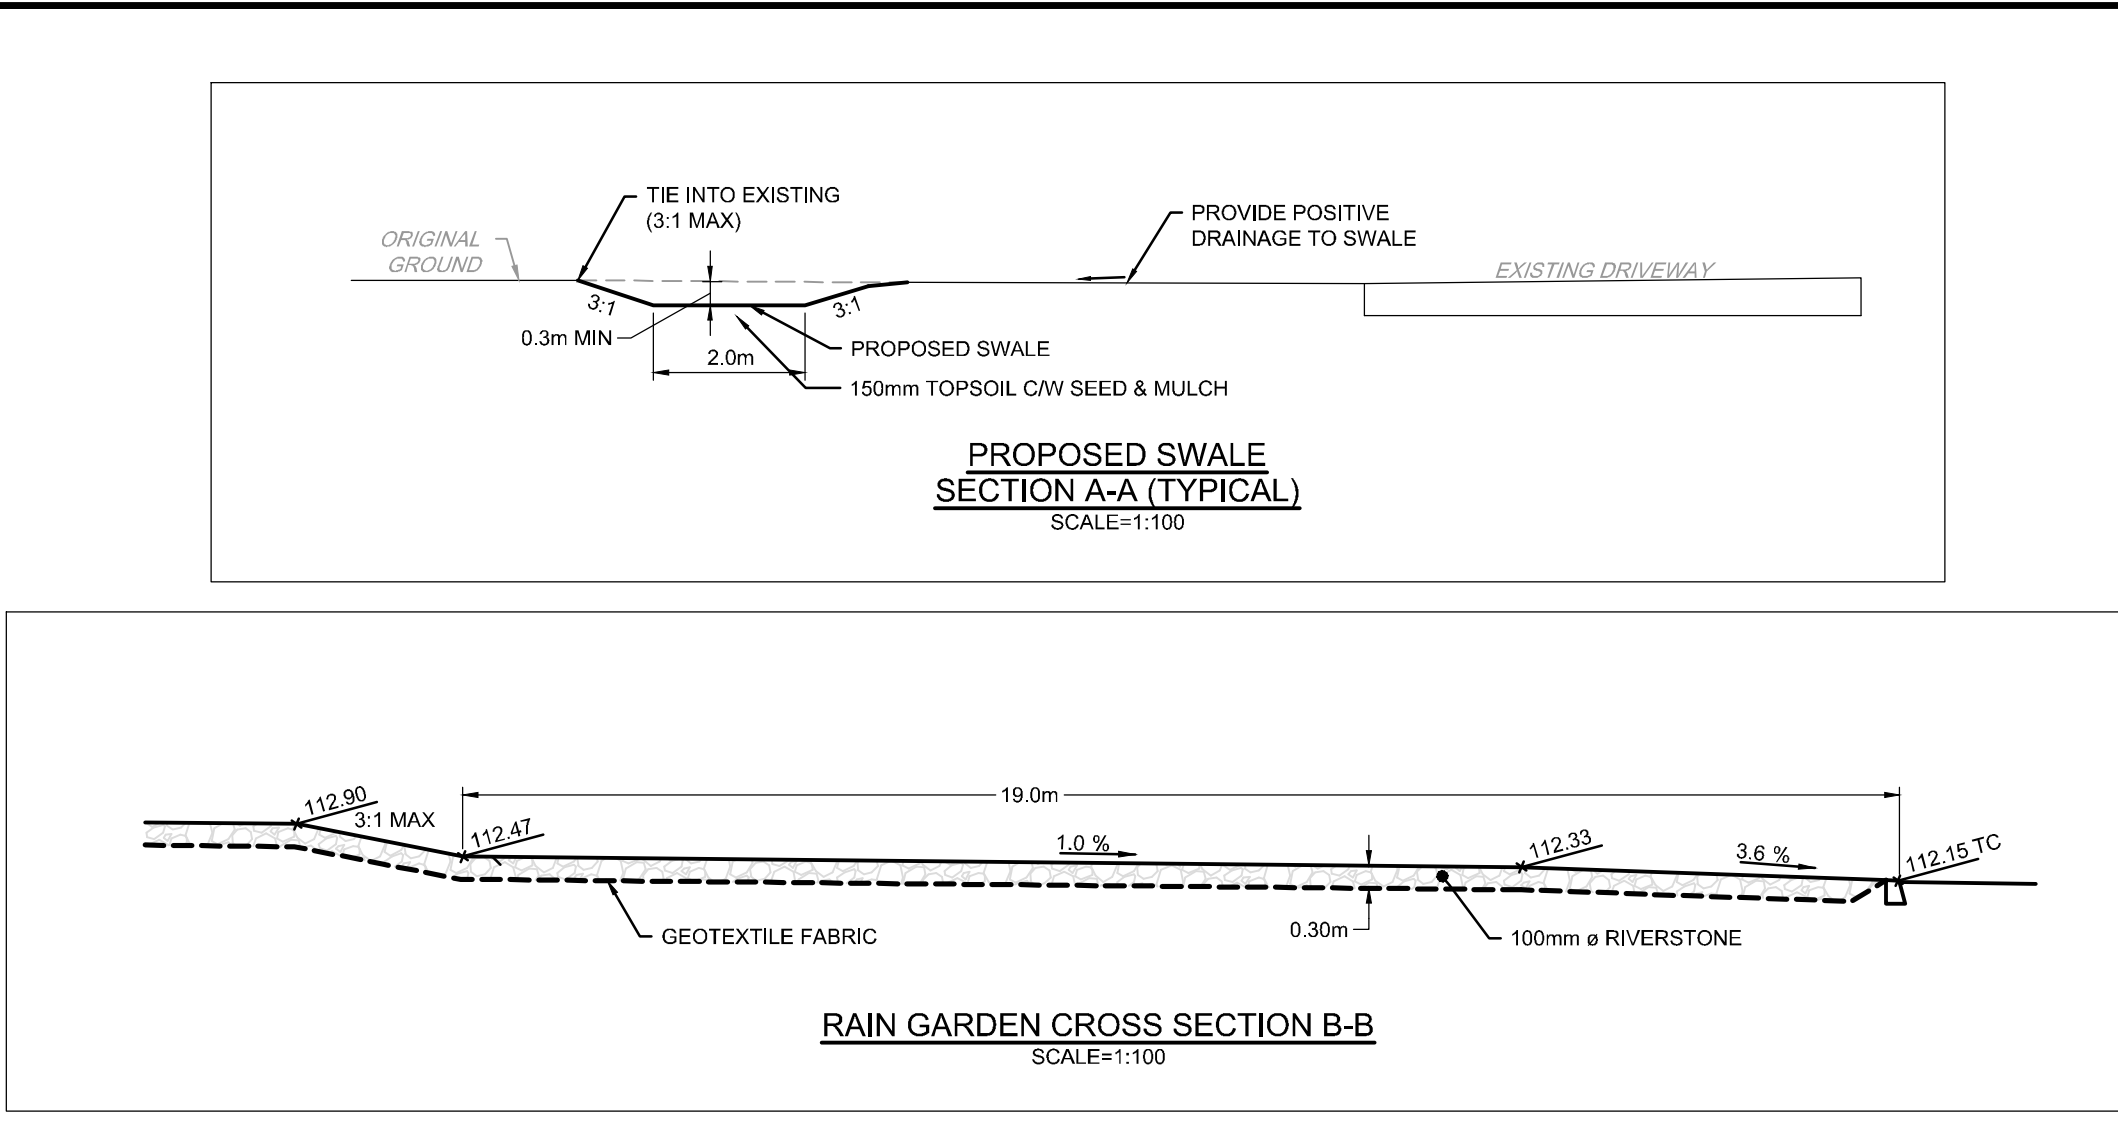 TIE INTO EXISTING
(3:1 MAX)
PROVIDE POSITIVE
DRAINAGE TO SWALE
ORIGINAL
GROUND
EXISTING DRIVEWAY
3:1
3:1
0.3m MIN
2.0m
PROPOSED SWALE
150mm TOPSOIL C/W SEED & MULCH
PROPOSED SWALE
SECTION A-A (TYPICAL)
SCALE=1:100
112.90
3:1 MAX
112.47
19.0m
1.0 %
112.33
3.6 %
112.15 TC
GEOTEXTILE FABRIC
0.30m
100mm ø RIVERSTONE
RAIN GARDEN CROSS SECTION B-B
SCALE=1:100